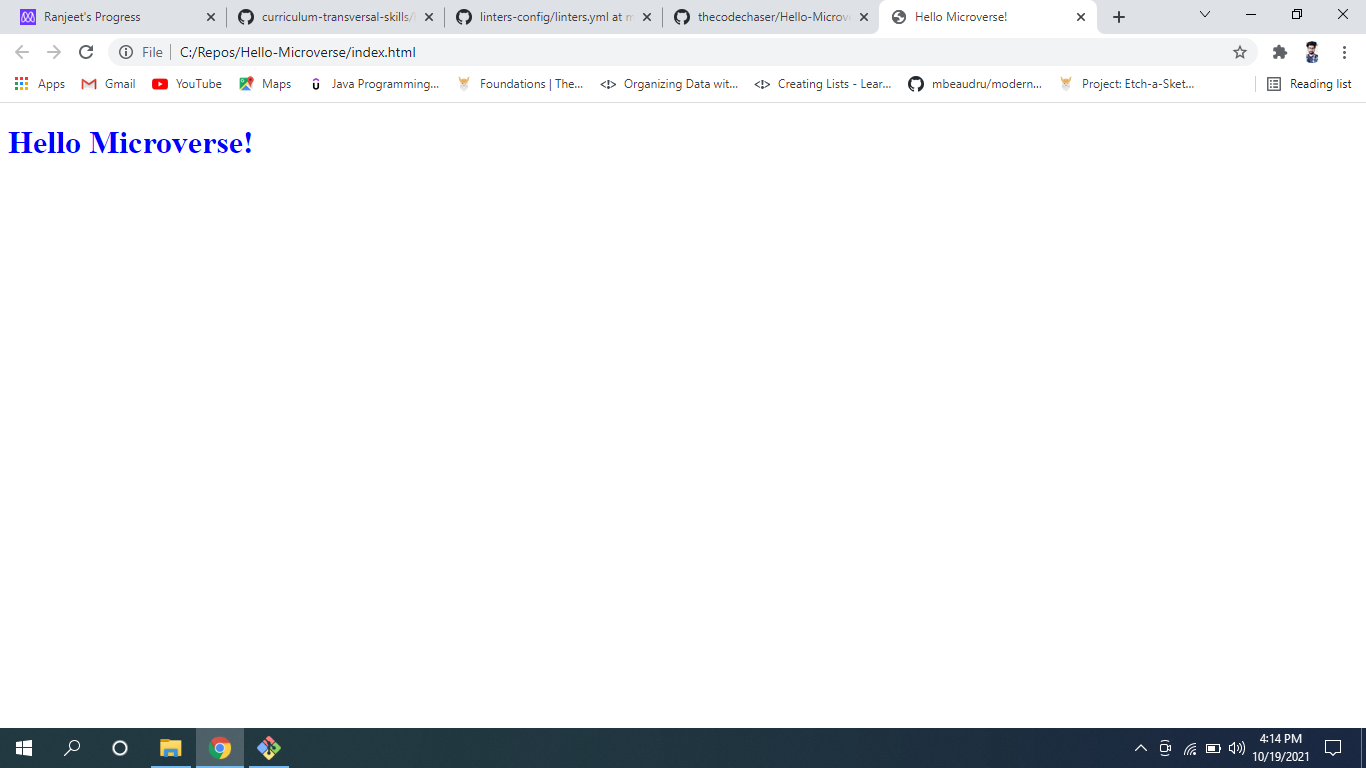 Ranjeet's Progress
curriculum-transversal-skills/
linters-config/linters.yml at m
thecodechaser/Hello-Microve
Hello Microverse!
File C:/Repos/Hello-Microverse/index.html
Apps Gmail YouTube Maps Java Programming... Foundations | The... Organizing Data wit... Creating Lists - Lear... mbeaudru/modern... Project: Etch-a-Sket... Reading list
Hello Microverse!
4:14 PM
10/19/2021